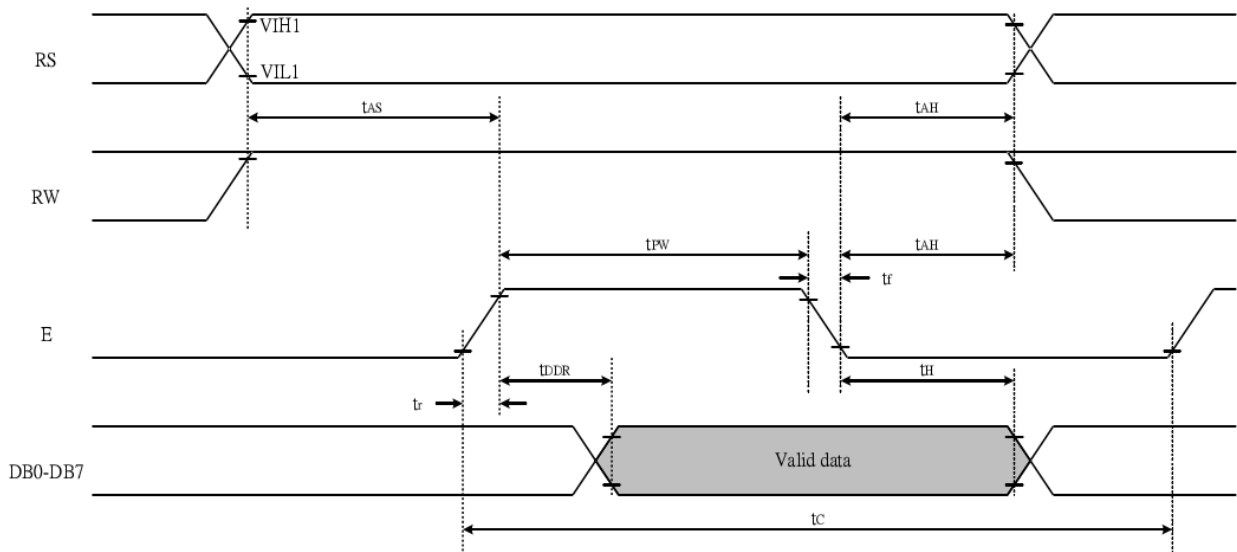 VIH1
RS
VIL1
tAS
tAH
RW
tPW
tAH
tf
E
tDDR
tH
tr
Valid data
DB0-DB7
tC